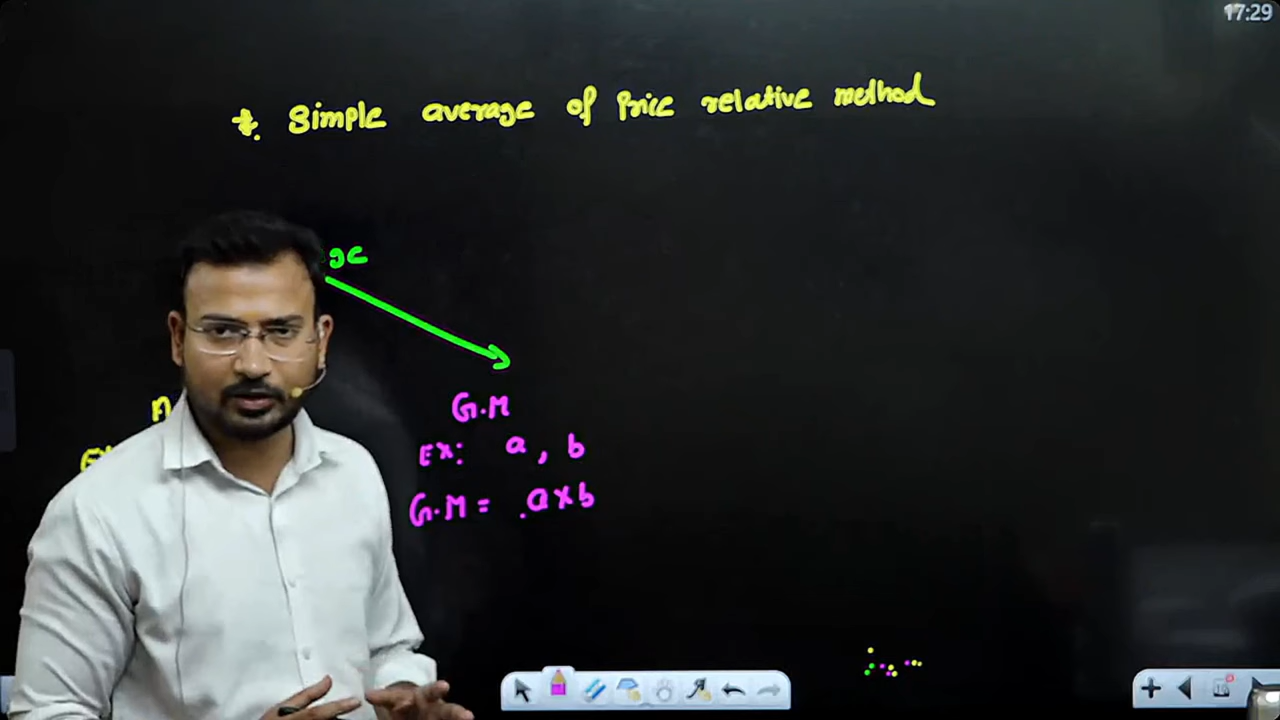 17:29
*. Simple average of Price relative method
ge
G.M
Ex: a, b
G.M = .a×b